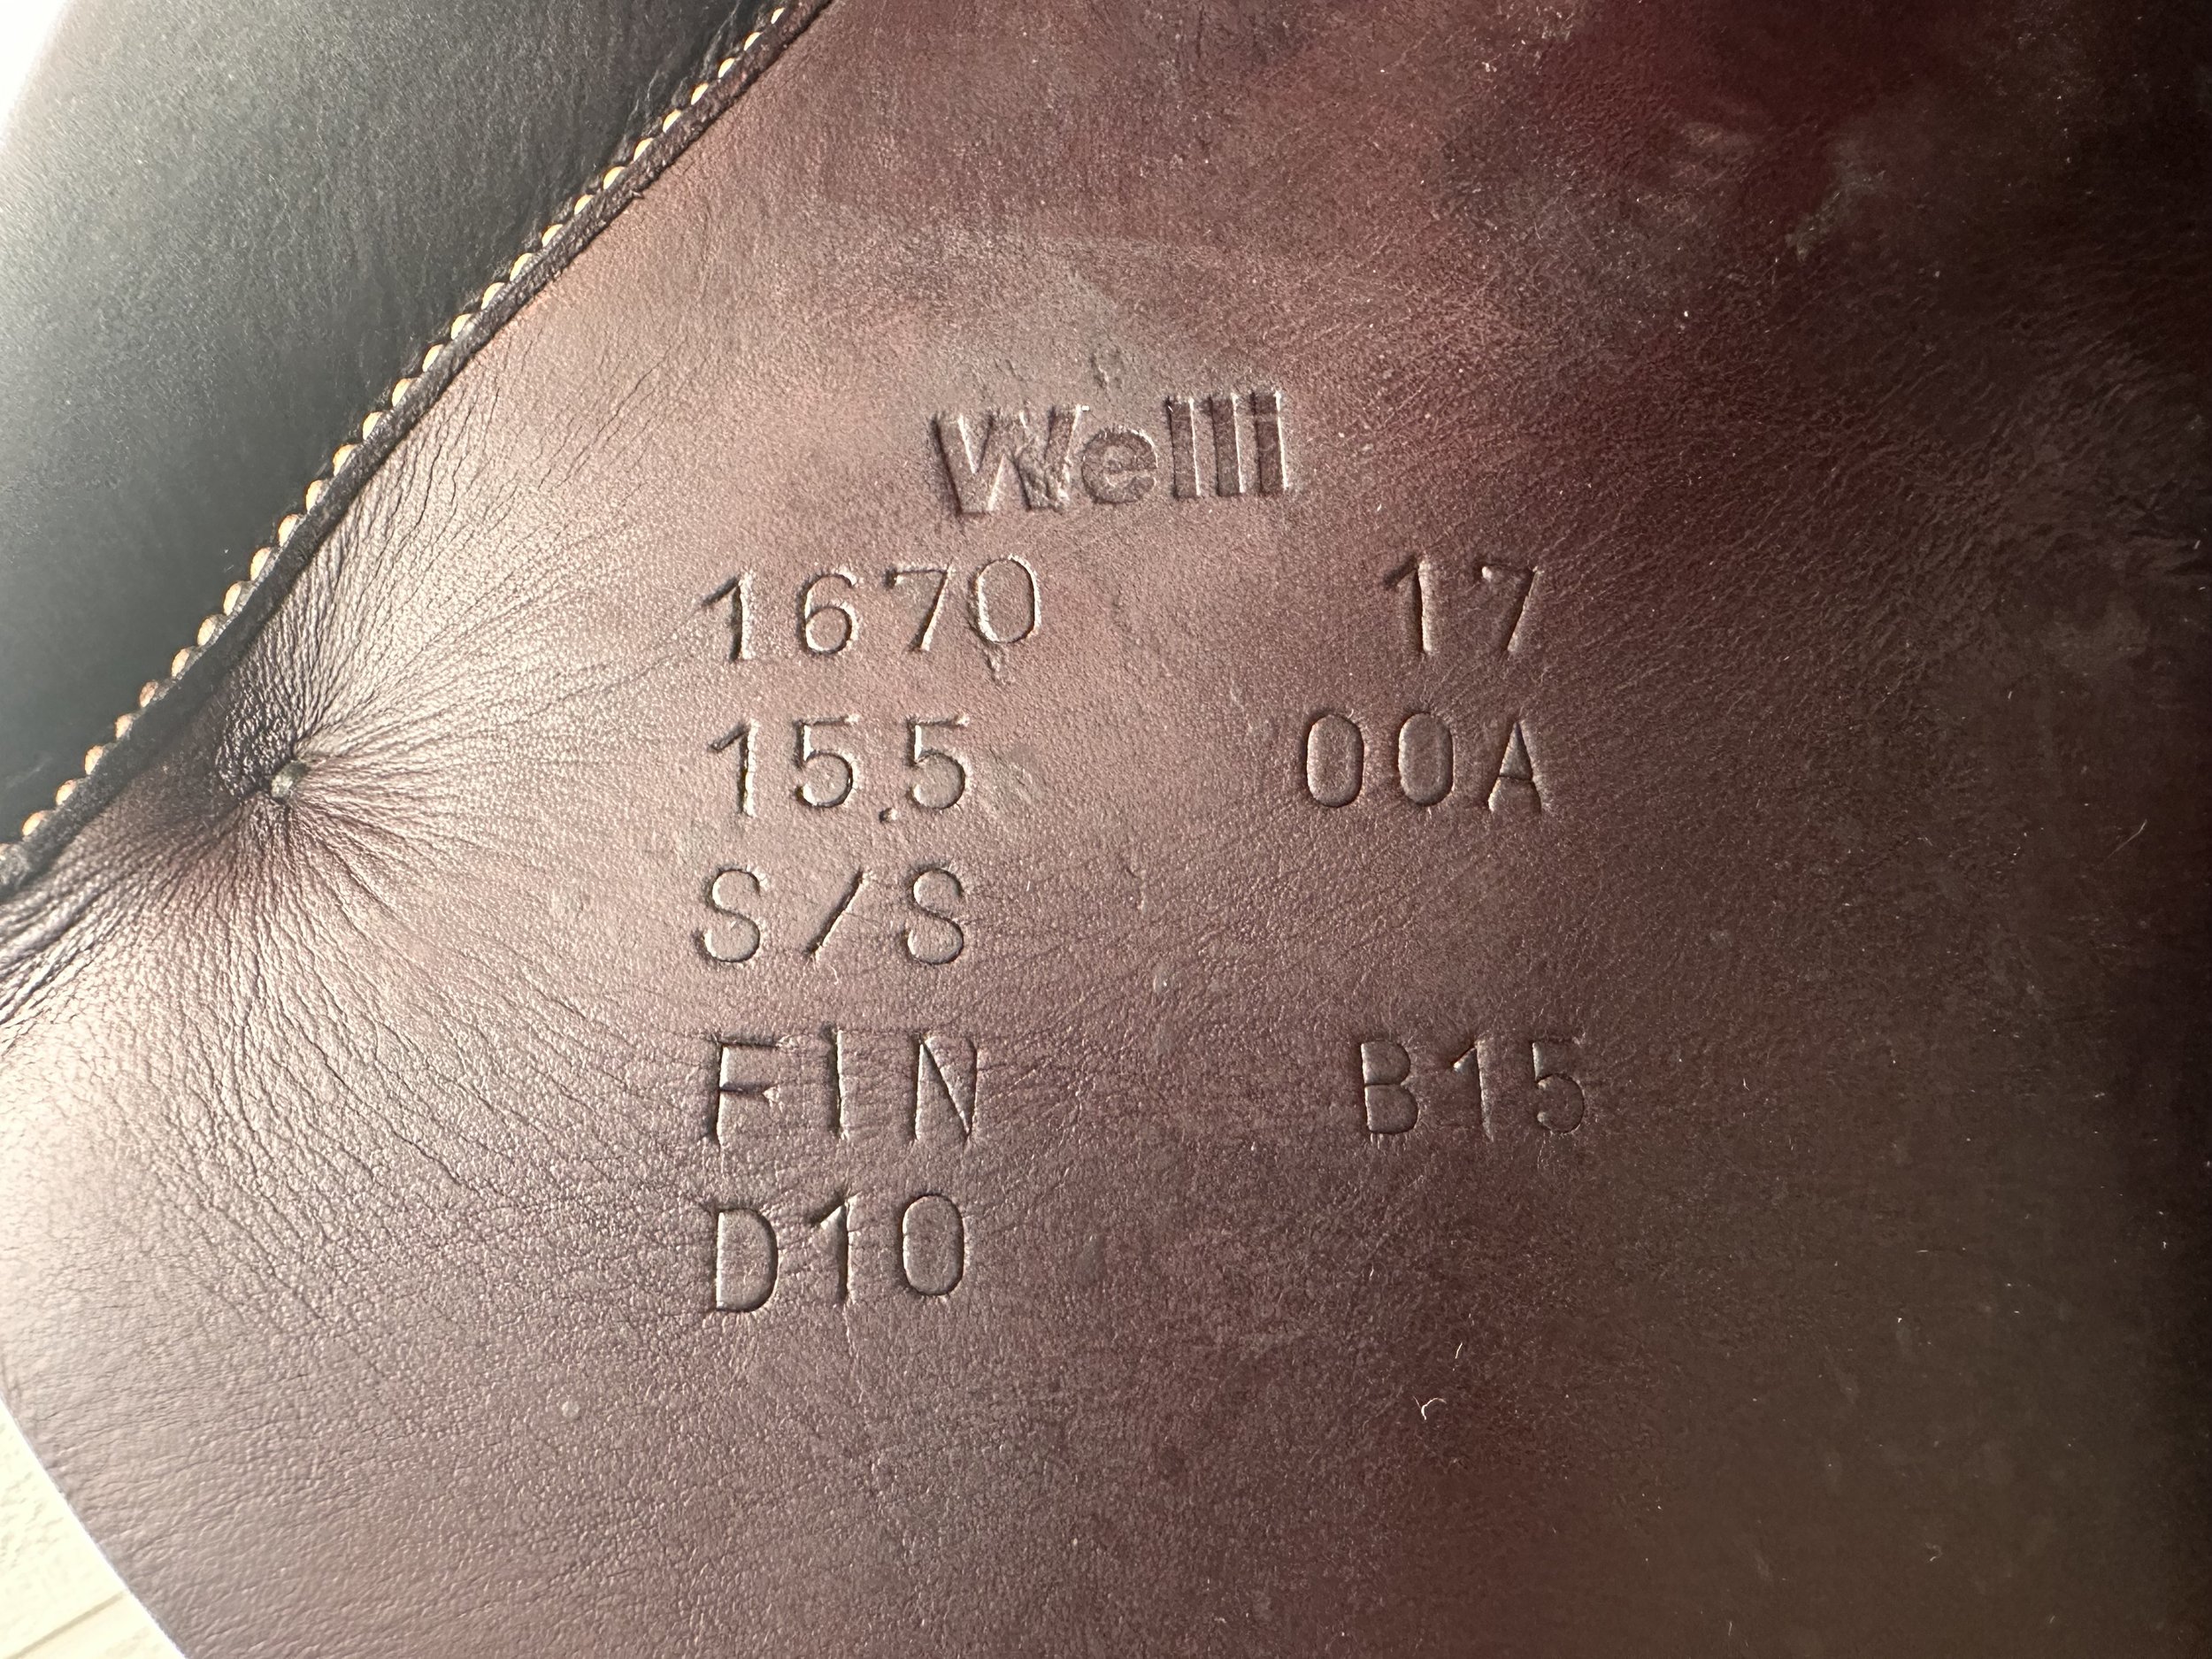 Welli
1670 17
15.5 00A
S/S
FIN B15
D10